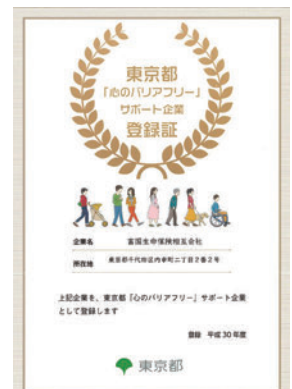 東京都
「心のバリアフリー」
サポート企業
登録証
企業名 富国生命保険相互会社
所在地 東京都千代田区内幸町二丁目2番2号
上記企業を、東京都「心のバリアフリー」サポート企業
として登録します
登録 平成30年度
東京都